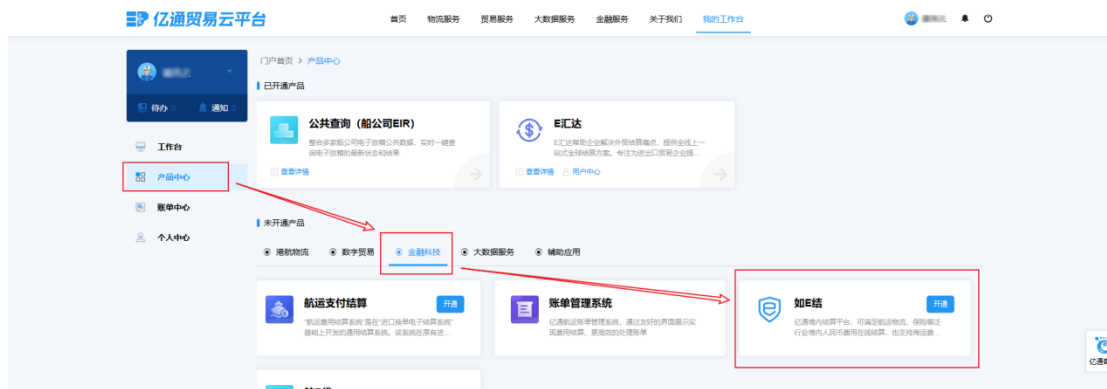 亿通贸易云平台
首页 物流服务 贸易服务 大数据服务 金融服务 关于我们 我的工作台
门户首页 > 产品中心
已开通产品
待办 通知
公共查询（船公司EIR）
整合多家船公司电子放箱公共数据，实时一键查
询电子放箱的最新状态和结果
查看详情
E汇达
E汇达帮助企业解决外贸结算痛点，提供全线上一
站式全球结算方案。专注为进出口贸易企业提...
查看详情 用户中心
工作台
产品中心
账单中心
个人中心
未开通产品
港航物流 数字贸易 金融科技 大数据服务 辅助应用
航运支付结算 开通
“航运费用结算系统”是在“进口换单电子结算系统”
基础上开发的通用结算系统。该系统在原有进...
账单管理系统
亿通航运账单管理系统，通过友好的界面展示实
现费用结算、更高效的处理账单
如E结 开通
亿通境内结算平台，可满足航运物流、保险等泛
行业境内人民币费用在线结算，也支持海运费...